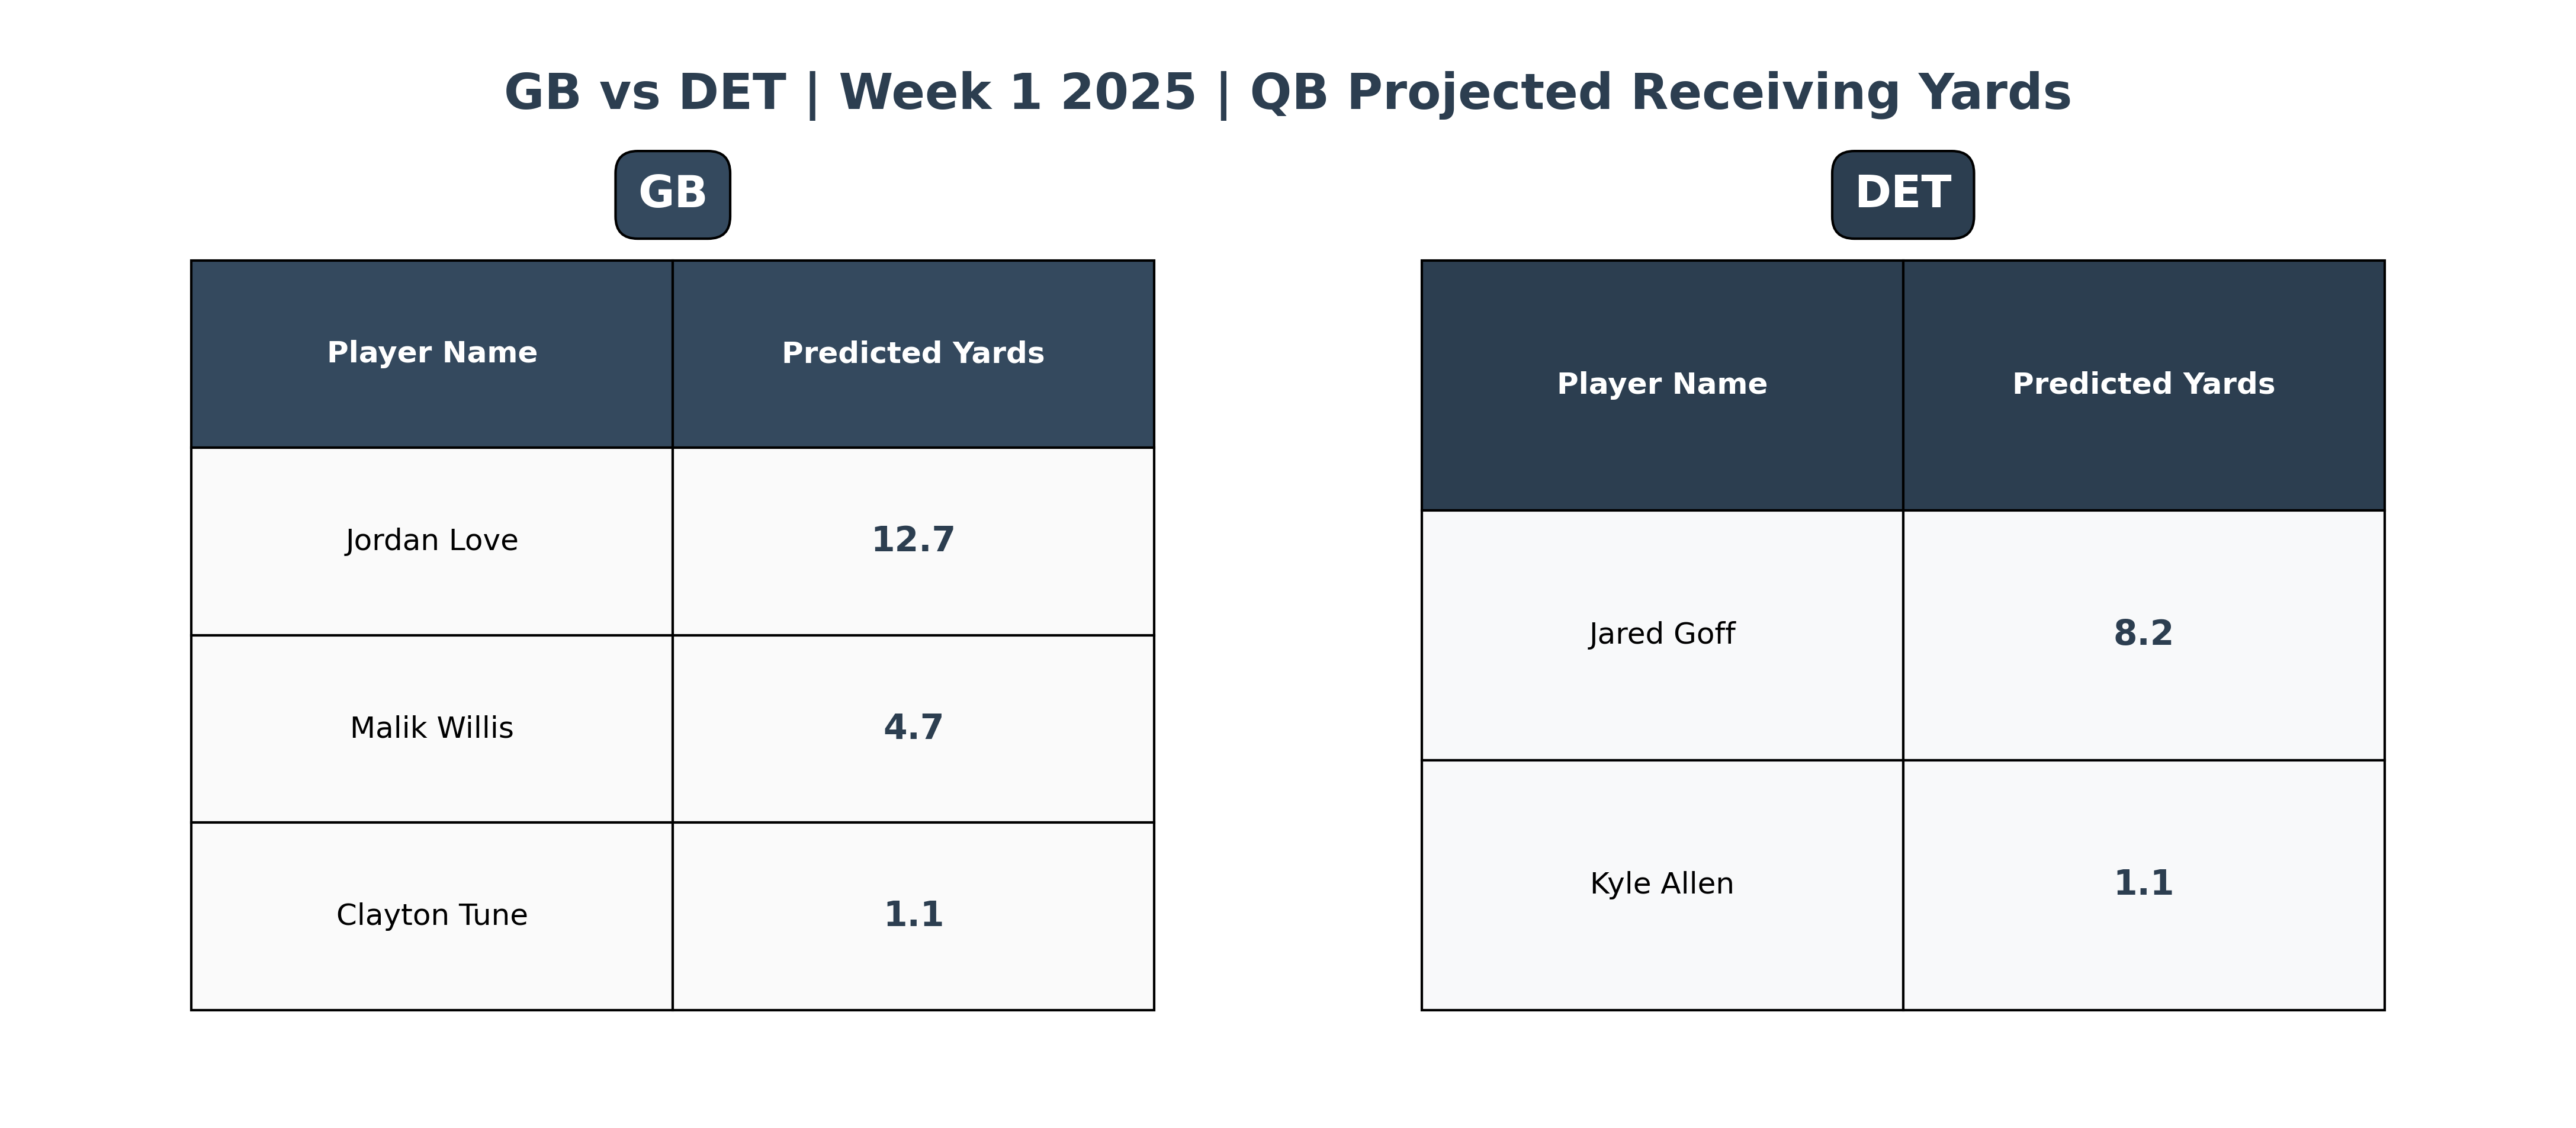 GB vs DET | Week 1 2025 | QB Projected Receiving Yards
GB
Player Name Predicted Yards
Jordan Love 12.7
Malik Willis 4.7
Clayton Tune 1.1
DET
Player Name Predicted Yards
Jared Goff 8.2
Kyle Allen 1.1